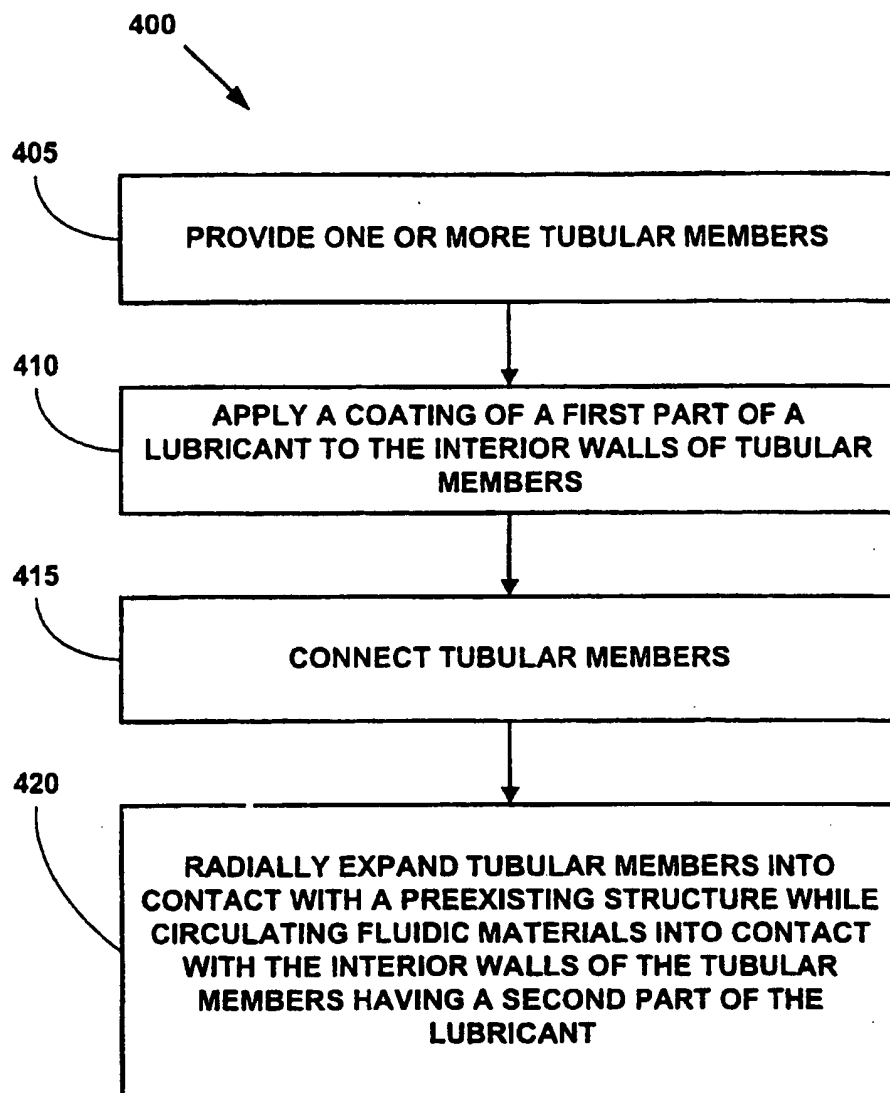 400
405
PROVIDE ONE OR MORE TUBULAR MEMBERS
410
APPLY A COATING OF A FIRST PART OF A
LUBRICANT TO THE INTERIOR WALLS OF TUBULAR
MEMBERS
415
CONNECT TUBULAR MEMBERS
420
RADIALLY EXPAND TUBULAR MEMBERS INTO
CONTACT WITH A PREEXISTING STRUCTURE WHILE
CIRCULATING FLUIDIC MATERIALS INTO CONTACT
WITH THE INTERIOR WALLS OF THE TUBULAR
MEMBERS HAVING A SECOND PART OF THE
LUBRICANT